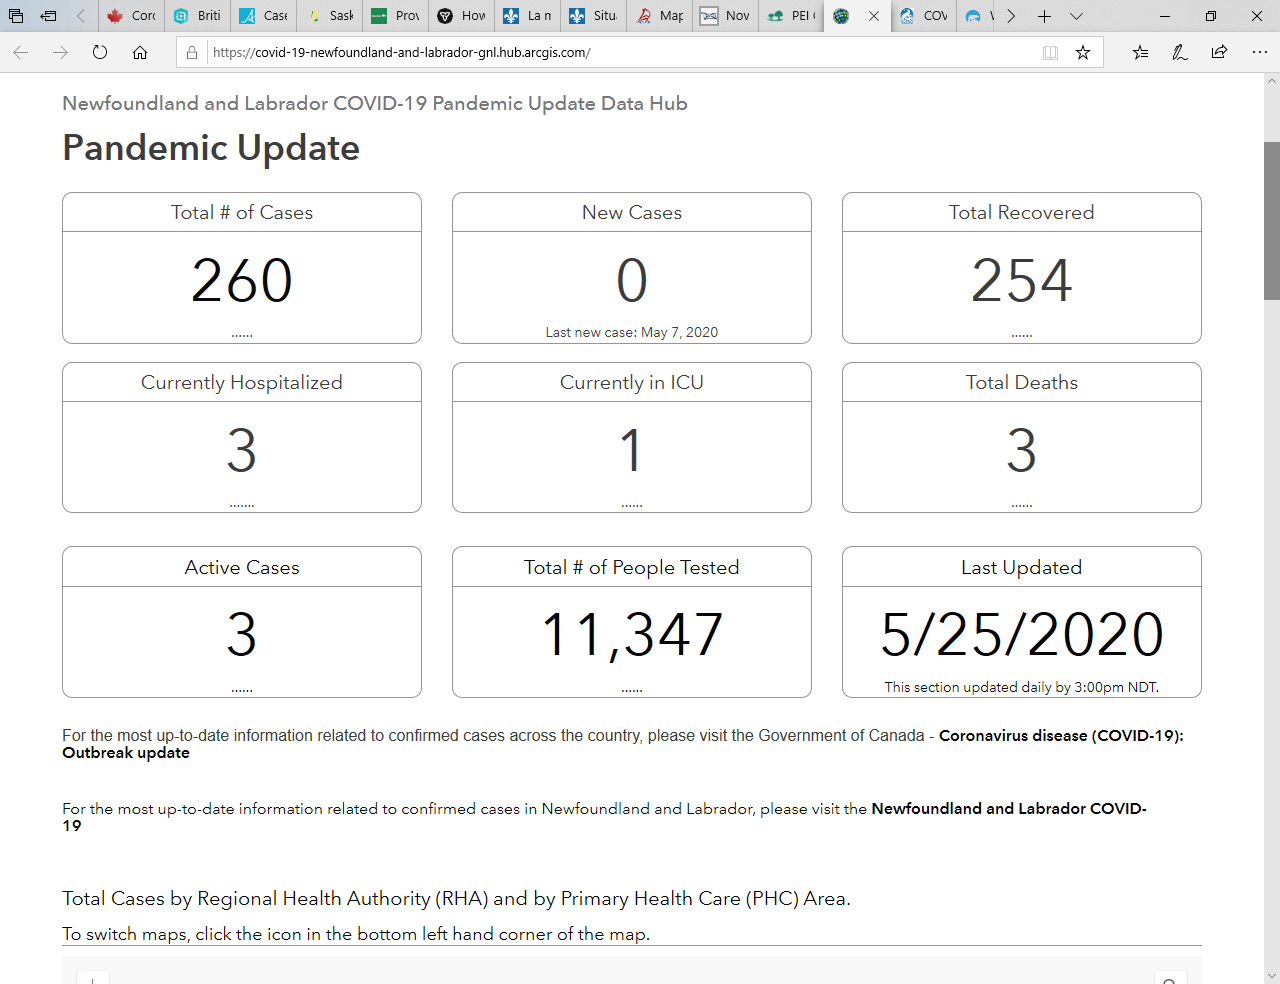 Corc
Briti
Case
Sask
Prov
How
La m
Situ
Map
Nov
PEI
COV
https://covid-19-newfoundland-and-labrador-gnl.hub.arcgis.com/
Newfoundland and Labrador COVID-19 Pandemic Update Data Hub
Pandemic Update
Total # of Cases
260
......
New Cases
0
Last new case: May 7, 2020
Total Recovered
254
......
Currently Hospitalized
3
.......
Currently in ICU
1
......
Total Deaths
3
......
Active Cases
3
......
Total # of People Tested
11,347
......
Last Updated
5/25/2020
This section updated daily by 3:00pm NDT.
For the most up-to-date information related to confirmed cases across the country, please visit the Government of Canada - Coronavirus disease (COVID-19):
Outbreak update
For the most up-to-date information related to confirmed cases in Newfoundland and Labrador, please visit the Newfoundland and Labrador COVID-
19
Total Cases by Regional Health Authority (RHA) and by Primary Health Care (PHC) Area.
To switch maps, click the icon in the bottom left hand corner of the map.